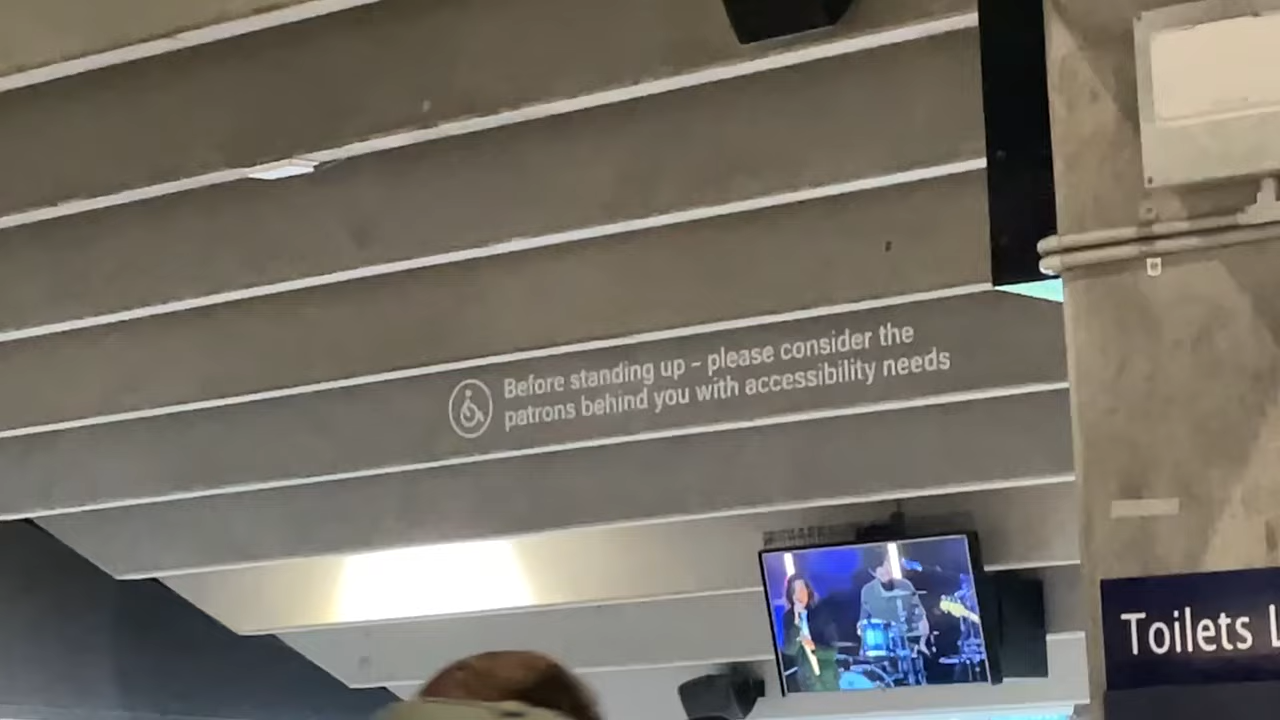 Before standing up – please consider the
patrons behind you with accessibility needs
Toilets L